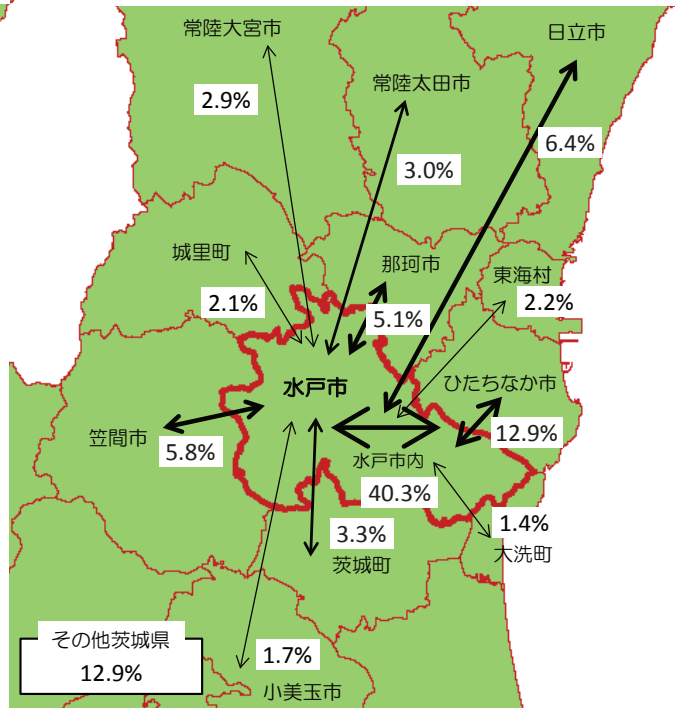 常陸大宮市
日立市
2.9%
常陸太田市
6.4%
3.0%
城里町
那珂市
東海村
2.1%
5.1%
2.2%
水戸市
ひたちなか市
笠間市
5.8%
12.9%
水戸市内
40.3%
3.3%
茨城町
1.4%
大洗町
その他茨城県
12.9%
1.7%
小美玉市